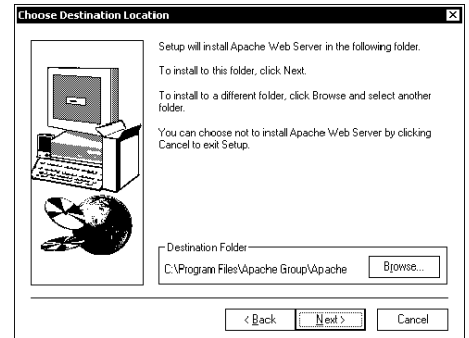 Choose Destination Location
Setup will install Apache Web Server in the following folder.
To install to this folder, click Next.
To install to a different folder, click Browse and select another
folder.
You can choose not to install Apache Web Server by clicking
Cancel to exit Setup.
Destination Folder
C:\Program Files\Apache Group\Apache
Browse...
< Back
Next >
Cancel